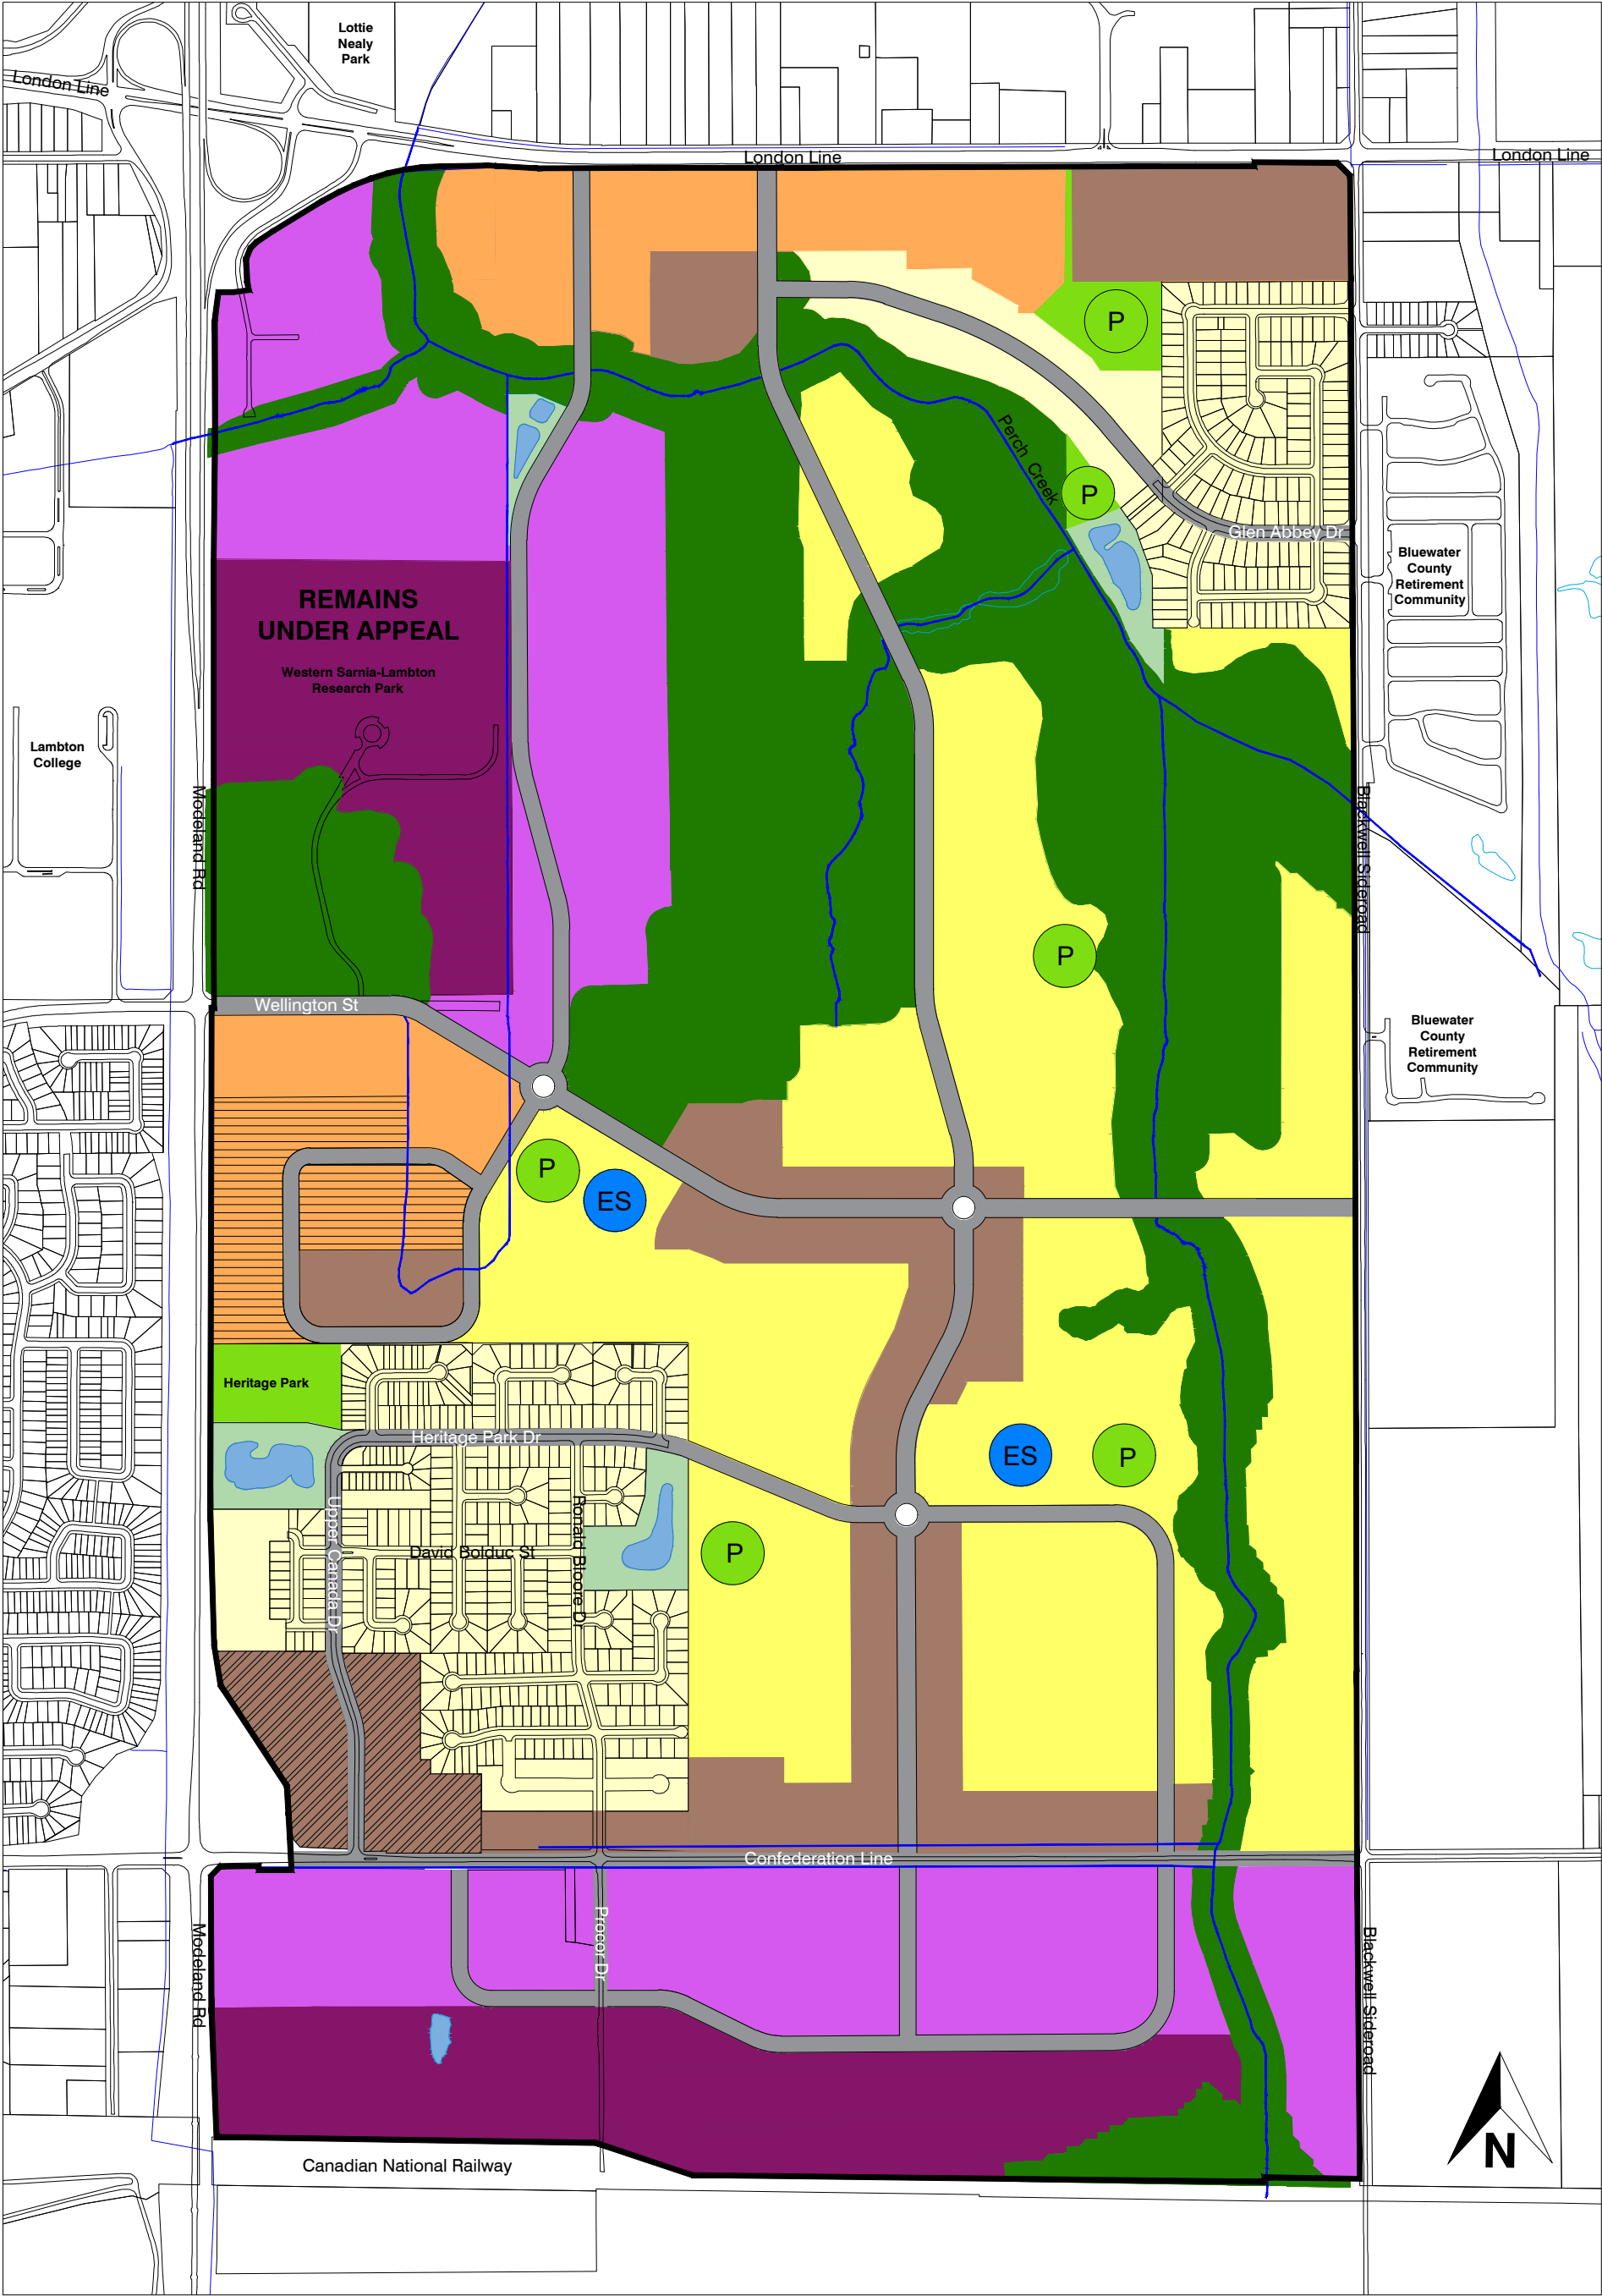 Lottie
Nealy
Park
London Line
London Line
London Line
P
Perch Creek
P
Glen Abbey Dr
Bluewater
County
Retirement
Community
REMAINS
UNDER APPEAL
Western Sarnia-Lambton
Research Park
Lambton
College
Modeland Rd
Blackwell Sideroad
P
Wellington St
Bluewater
County
Retirement
Community
P
ES
Heritage Park
Heritage Park Dr
ES
P
Upper Canada Dr
Ronald Bloore Dr
David Bolduc St
P
Confederation Line
Procor Dr
Modeland Rd
Blackwell Sideroad
N
Canadian National Railway